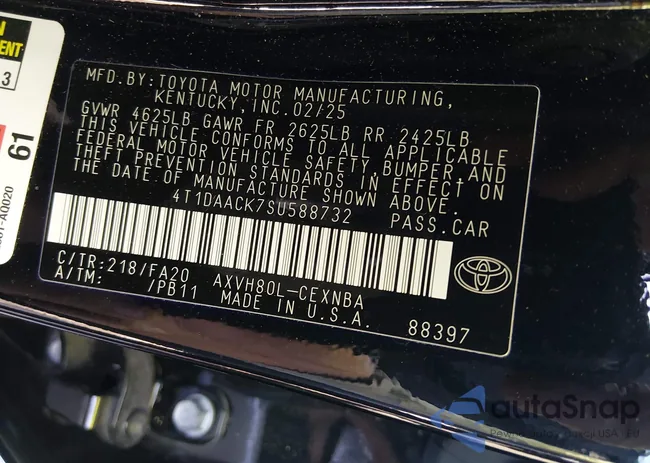 MFD.BY:TOYOTA MOTOR MANUFACTURING,
KENTUCKY,INC.02/25
GVWR 4625LB GAWR FR 2625LB RR 2425LB
THIS VEHICLE CONFORMS TO ALL APPLICABLE
FEDERAL MOTOR VEHICLE SAFETY,BUMPER,AND
THEFT PREVENTION STANDARDS IN EFFECT ON
THE DATE OF MANUFACTURE SHOWN ABOVE.
4T1DAACK7SU588732 PASS.CAR
C/TR:218/FA20 AXVH80L-CEXNBA
A/TM: /PB11 MADE IN U.S.A.
88397
3
61
autoSnap